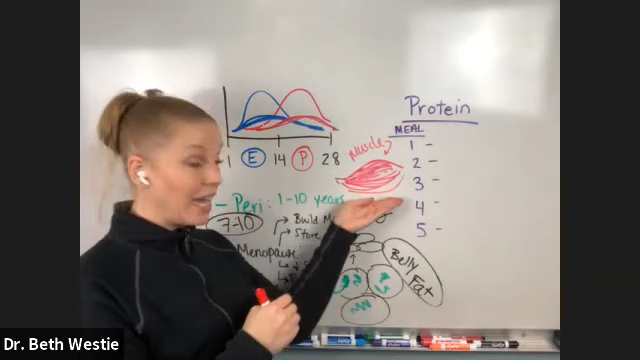 Protein
MEAL
1 -
2 -
3 -
4 -
5 -
Muscle
1 E 14 P 28
- Peri: 1-10 years
7-10
Build M
Store
Menopause
Belly
Fat
Dr. Beth Westie